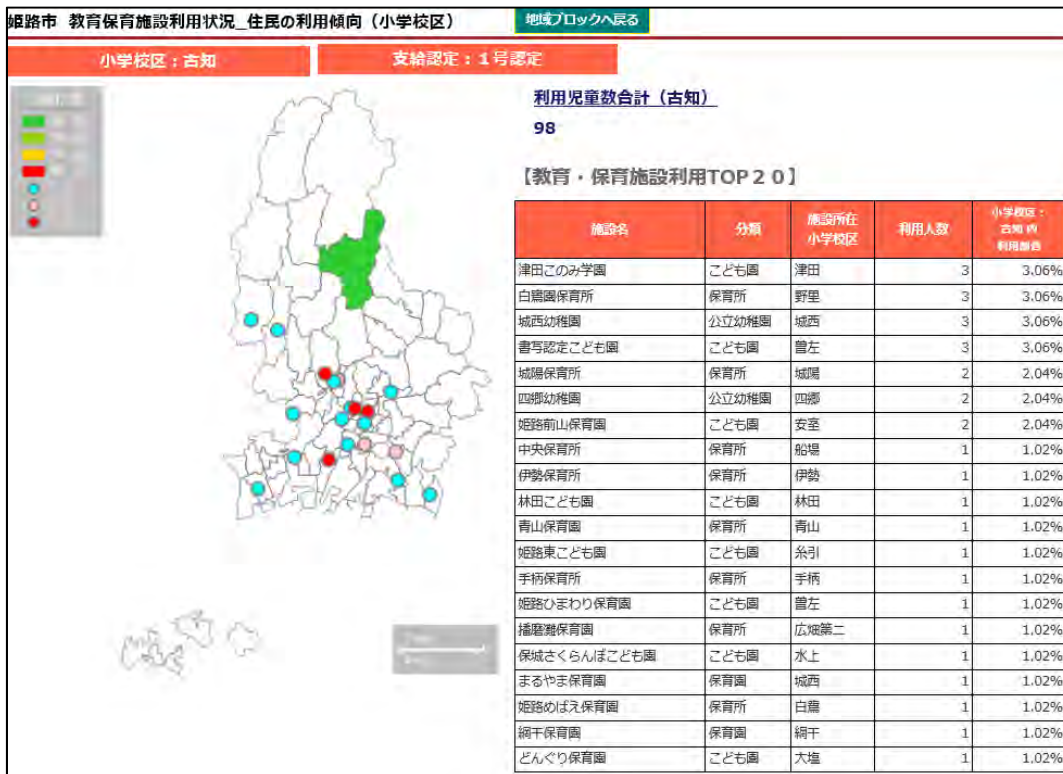 姫路市 教育保育施設利用状況_住民の利用傾向（小学校区）
地域ブロックへ戻る
小学校区：古知
支給認定：１号認定
利用児童数合計（古知）
98
【教育・保育施設利用TOP２０】
施設名 分類 施設所在小学校区 利用人数 小学校区：古知 内 利用割合
津田このみ学園 こども園 津田 3 3.06%
白鷺園保育所 保育所 野里 3 3.06%
城西幼稚園 公立幼稚園 城西 3 3.06%
書写認定こども園 こども園 曽左 3 3.06%
城陽保育所 保育所 城陽 2 2.04%
四郷幼稚園 公立幼稚園 四郷 2 2.04%
姫路前山保育園 こども園 安室 2 2.04%
中央保育所 保育所 船場 1 1.02%
伊勢保育所 保育所 伊勢 1 1.02%
林田こども園 こども園 林田 1 1.02%
青山保育園 保育所 青山 1 1.02%
姫路東こども園 こども園 糸引 1 1.02%
手柄保育所 保育所 手柄 1 1.02%
姫路ひまわり保育園 こども園 曽左 1 1.02%
播磨灘保育園 保育所 広畑第二 1 1.02%
保城さくらんぼこども園 こども園 水上 1 1.02%
まるやま保育園 保育園 城西 1 1.02%
姫路めばえ保育園 保育所 白鷺 1 1.02%
網干保育園 保育園 網干 1 1.02%
どんぐり保育園 こども園 大塩 1 1.02%